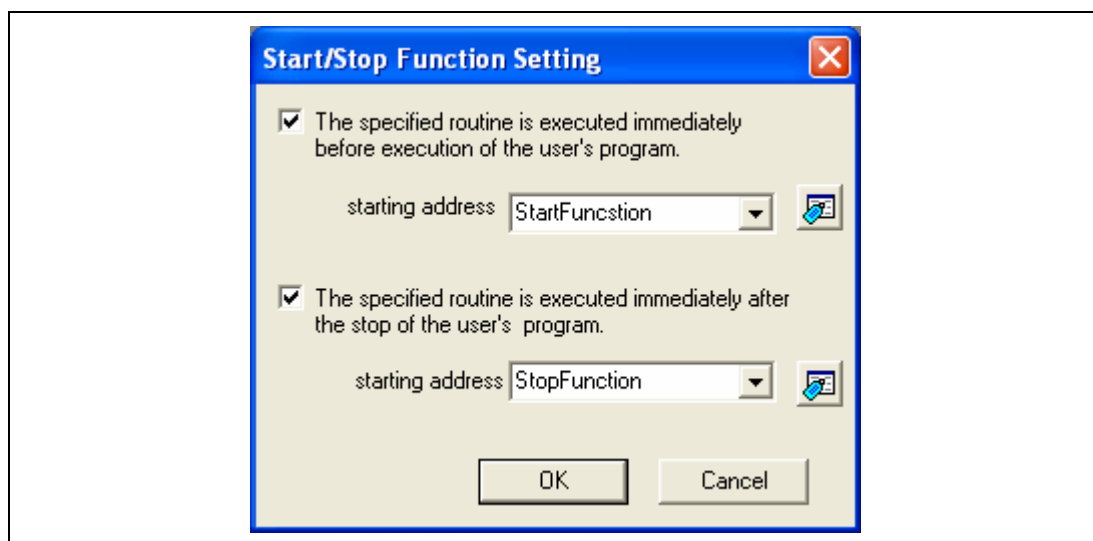 Start/Stop Function Setting
The specified routine is executed immediately
before execution of the user's program.
starting address StartFuncstion
The specified routine is executed immediately after
the stop of the user's program.
starting address StopFunction
OK Cancel